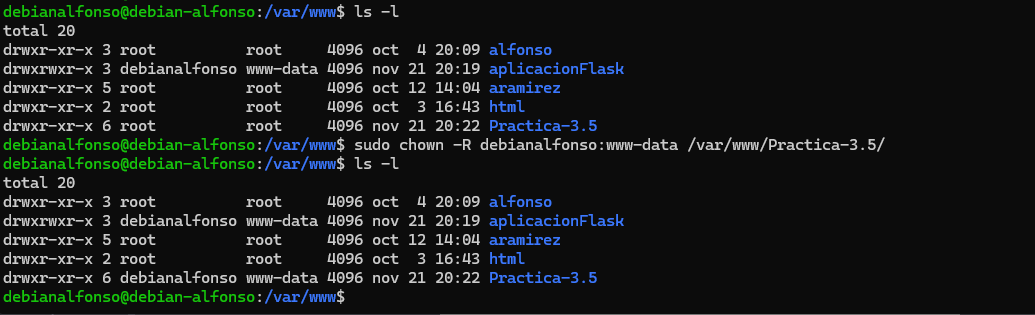 debianalfonso@debian-alfonso:/var/www$ ls -l
total 20
drwxr-xr-x 3 root          root     4096 oct  4 20:09 alfonso
drwxrwxr-x 3 debianalfonso www-data 4096 nov 21 20:19 aplicacionFlask
drwxr-xr-x 5 root          root     4096 oct 12 14:04 aramirez
drwxr-xr-x 2 root          root     4096 oct  3 16:43 html
drwxr-xr-x 6 root          root     4096 nov 21 20:22 Practica-3.5
debianalfonso@debian-alfonso:/var/www$ sudo chown -R debianalfonso:www-data /var/www/Practica-3.5/
debianalfonso@debian-alfonso:/var/www$ ls -l
total 20
drwxr-xr-x 3 root          root     4096 oct  4 20:09 alfonso
drwxrwxr-x 3 debianalfonso www-data 4096 nov 21 20:19 aplicacionFlask
drwxr-xr-x 5 root          root     4096 oct 12 14:04 aramirez
drwxr-xr-x 2 root          root     4096 oct  3 16:43 html
drwxr-xr-x 6 debianalfonso www-data 4096 nov 21 20:22 Practica-3.5
debianalfonso@debian-alfonso:/var/www$